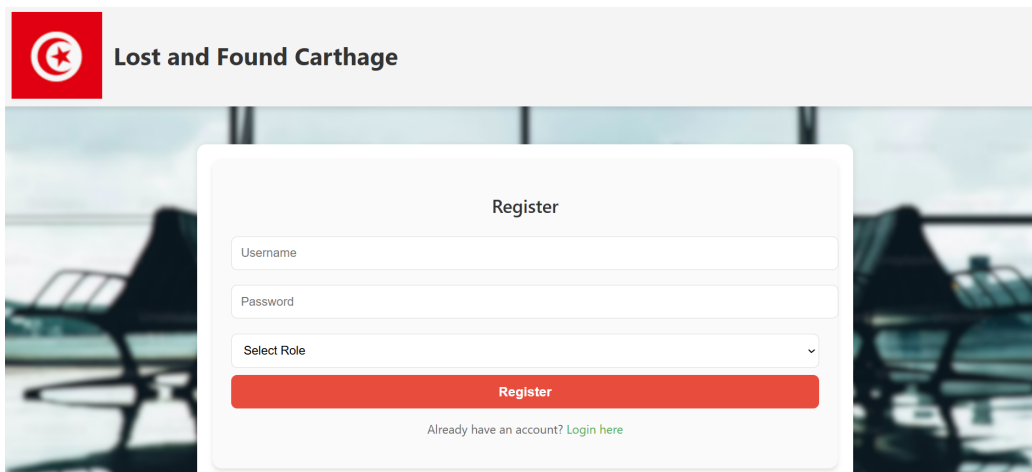 Lost and Found Carthage
Register
Username
Password
Select Role
Register
Already have an account? Login here